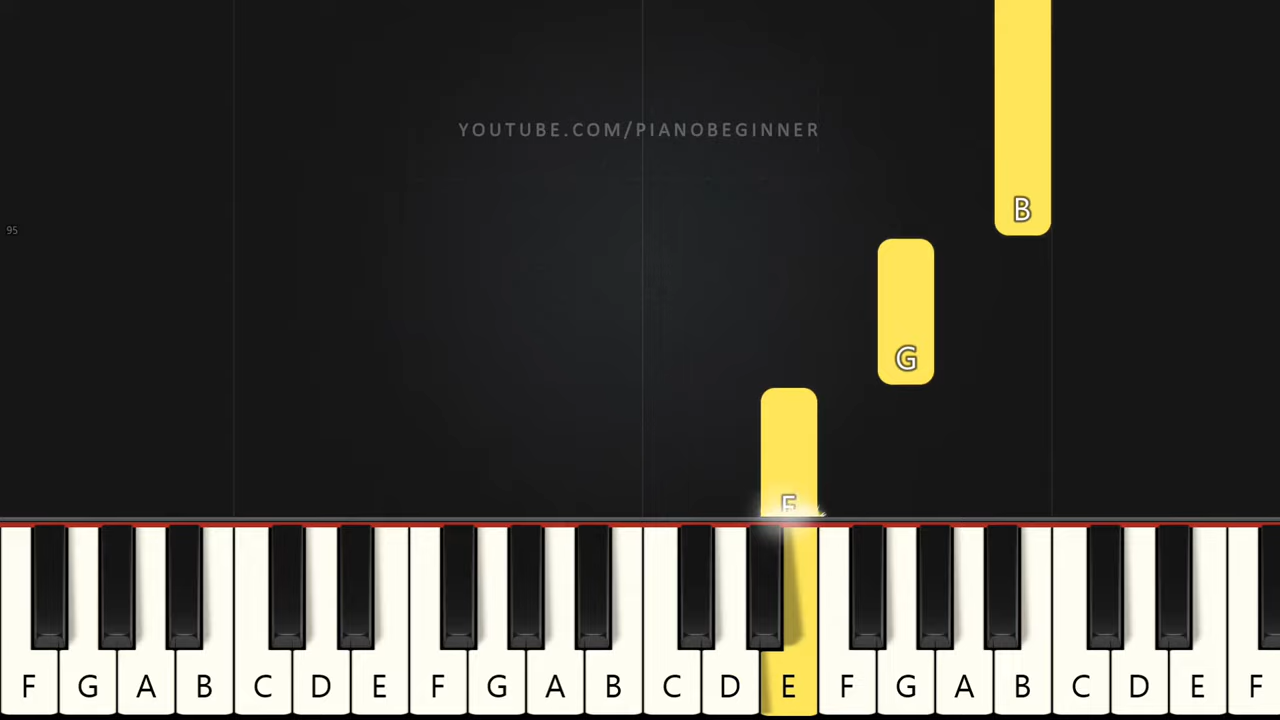 YOUTUBE.COM/PIANOBEGINNER
B
95
G
E
F G A B C D E F G A B C D E F G A B C D E F